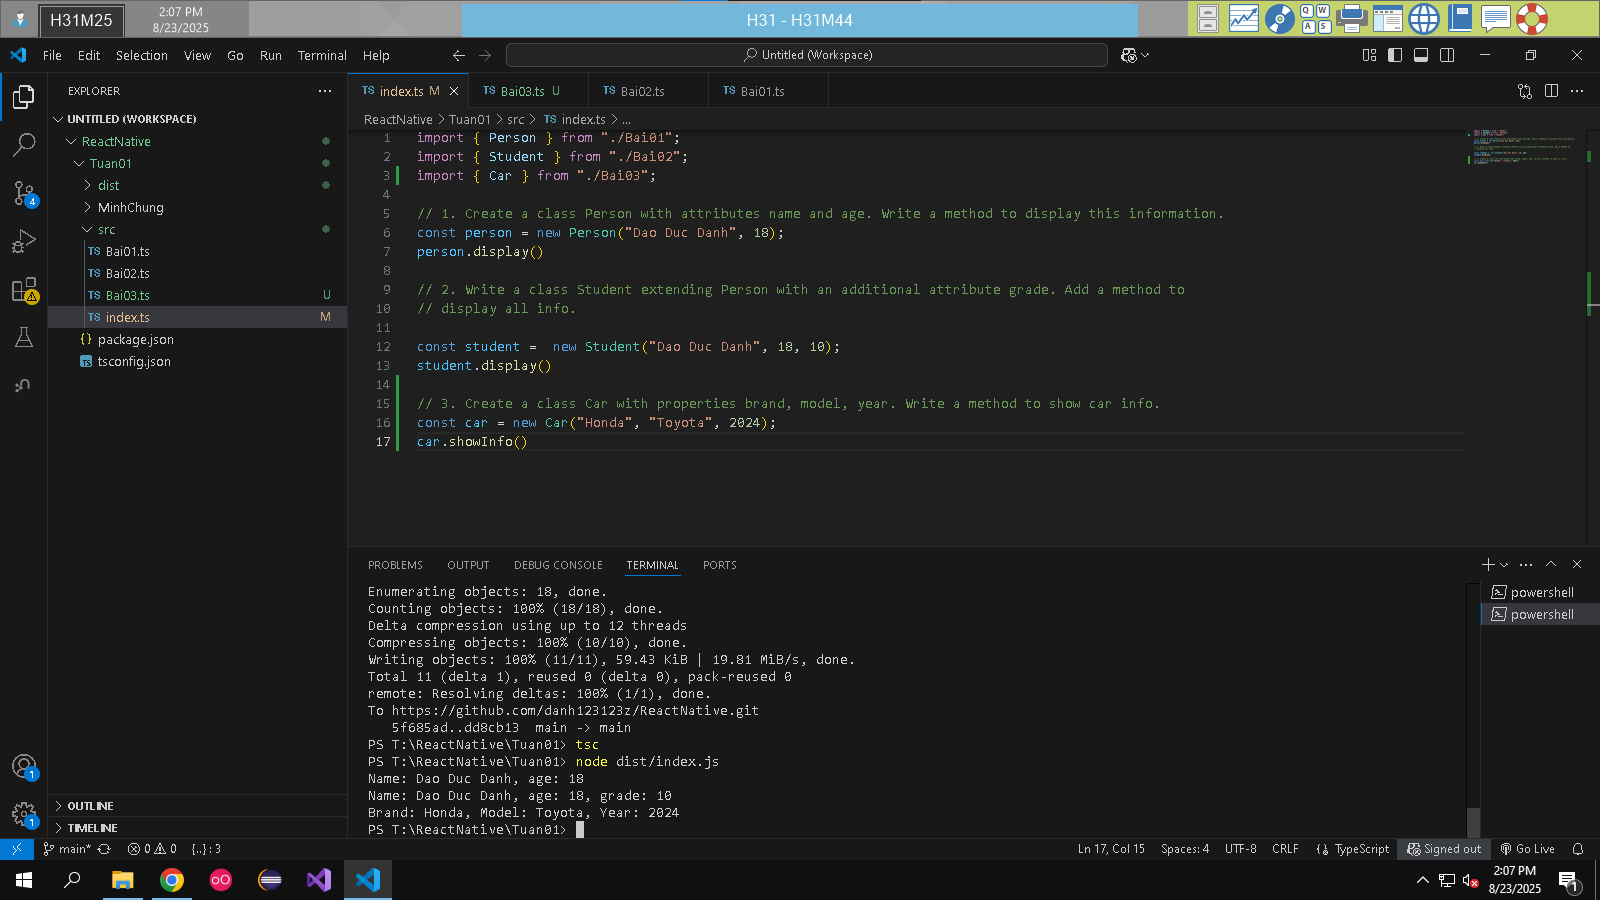 H31M25
2:07 PM
8/23/2025
H31 - H31M44
Q W
A S
File Edit Selection View Go Run Terminal Help
Untitled (Workspace)
EXPLORER
UNTITLED (WORKSPACE)
ReactNative
Tuan01
dist
MinhChung
src
TS Bai01.ts
TS Bai02.ts
TS Bai03.ts U
TS index.ts M
{} package.json
TS tsconfig.json
OUTLINE
TIMELINE
4
1
1
TS index.ts M
TS Bai03.ts U
TS Bai02.ts
TS Bai01.ts
ReactNative > Tuan01 > src > TS index.ts > ...
1 import { Person } from "./Bai01";
2 import { Student } from "./Bai02";
3 import { Car } from "./Bai03";
4
5 // 1. Create a class Person with attributes name and age. Write a method to display this information.
6 const person = new Person("Dao Duc Danh", 18);
7 person.display()
8
9 // 2. Write a class Student extending Person with an additional attribute grade. Add a method to
10 // display all info.
11
12 const student =  new Student("Dao Duc Danh", 18, 10);
13 student.display()
14
15 // 3. Create a class Car with properties brand, model, year. Write a method to show car info.
16 const car = new Car("Honda", "Toyota", 2024);
17 car.showInfo()
PROBLEMS OUTPUT DEBUG CONSOLE TERMINAL PORTS
powershell
powershell
Enumerating objects: 18, done.
Counting objects: 100% (18/18), done.
Delta compression using up to 12 threads
Compressing objects: 100% (10/10), done.
Writing objects: 100% (11/11), 59.43 KiB | 19.81 MiB/s, done.
Total 11 (delta 1), reused 0 (delta 0), pack-reused 0
remote: Resolving deltas: 100% (1/1), done.
To https://github.com/danh123123z/ReactNative.git
   5f685ad..dd8cb13  main -> main
PS T:\ReactNative\Tuan01> tsc
PS T:\ReactNative\Tuan01> node dist/index.js
Name: Dao Duc Danh, age: 18
Name: Dao Duc Danh, age: 18, grade: 10
Brand: Honda, Model: Toyota, Year: 2024
PS T:\ReactNative\Tuan01>
main* 0 0 {..} : 3
Ln 17, Col 15 Spaces: 4 UTF-8 CRLF TypeScript Signed out Go Live
2:07 PM
8/23/2025
1